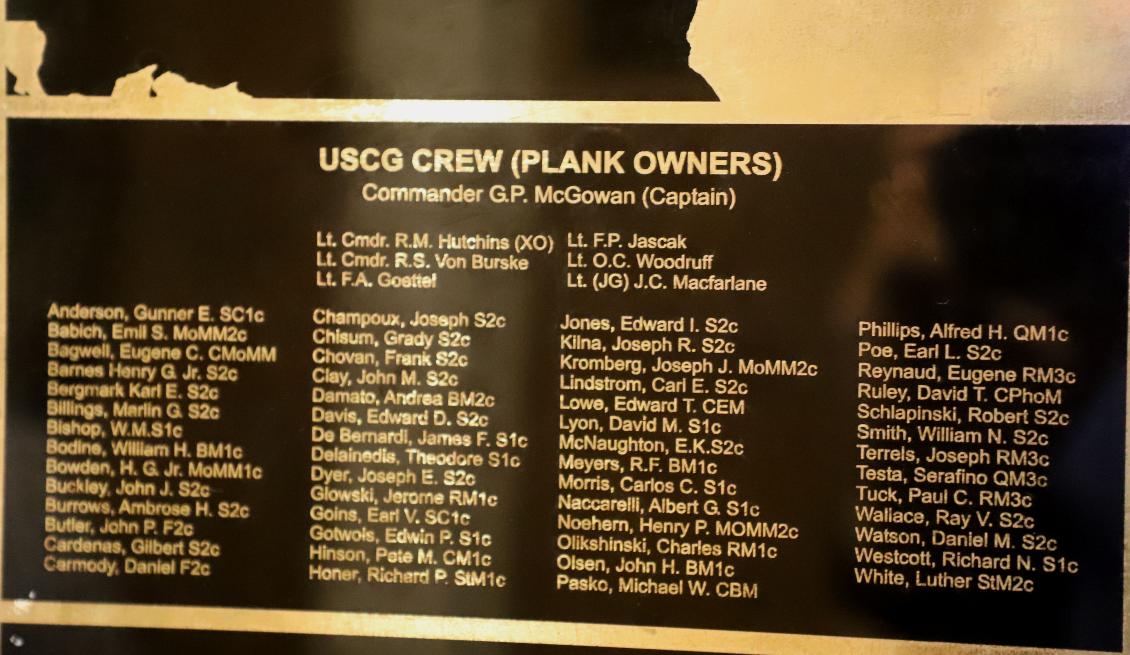 USCG CREW (PLANK OWNERS)
Commander G.P. McGowan (Captain)
Lt. Cmdr. R.M. Hutchins (XO)
Lt. Cmdr. R.S. Von Burske
Lt. F.A. Goettel
Lt. F.P. Jascak
Lt. O.C. Woodruff
Lt. (JG) J.C. Macfarlane
Anderson, Gunner E. SC1c
Babich, Emil S. MoMM2c
Bagwell, Eugene C. CMoMM
Barnes Henry G. Jr. S2c
Bergmark Karl E. S2c
Billings, Marlin G. S2c
Bishop, W.M.S1c
Bodine, William H. BM1c
Bowden, H. G. Jr. MoMM1c
Buckley, John J. S2c
Burrows, Ambrose H. S2c
Butler, John P. F2c
Cardenas, Gilbert S2c
Carmody, Daniel F2c
Champoux, Joseph S2c
Chisum, Grady S2c
Chovan, Frank S2c
Clay, John M. S2c
Damato, Andrea BM2c
Davis, Edward D. S2c
De Bernardi, James F. S1c
Delainedis, Theodore S1c
Dyer, Joseph E. S2c
Glowski, Jerome RM1c
Goins, Earl V. SC1c
Gotwols, Edwin P. S1c
Hinson, Pete M. CM1c
Honer, Richard P. StM1c
Jones, Edward I. S2c
Kilna, Joseph R. S2c
Kromberg, Joseph J. MoMM2c
Lindstrom, Carl E. S2c
Lowe, Edward T. CEM
Lyon, David M. S1c
McNaughton, E.K.S2c
Meyers, R.F. BM1c
Morris, Carlos C. S1c
Naccarelli, Albert G. S1c
Noehern, Henry P. MOMM2c
Olikshinski, Charles RM1c
Olsen, John H. BM1c
Pasko, Michael W. CBM
Phillips, Alfred H. QM1c
Poe, Earl L. S2c
Reynaud, Eugene RM3c
Ruley, David T. CPhoM
Schlapinski, Robert S2c
Smith, William N. S2c
Terrels, Joseph RM3c
Testa, Serafino QM3c
Tuck, Paul C. RM3c
Wallace, Ray V. S2c
Watson, Daniel M. S2c
Westcott, Richard N. S1c
White, Luther StM2c